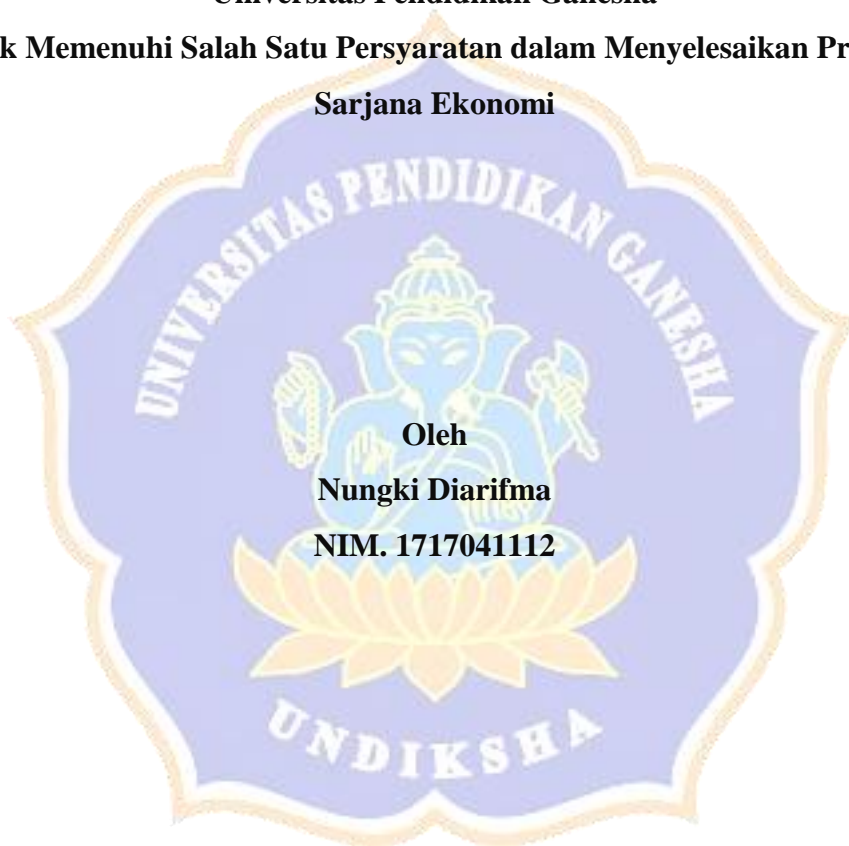 Universitas Pendidikan Ganesha
k Memenuhi Salah Satu Persyaratan dalam Menyelesaikan Pr
Sarjana Ekonomi
UNIVERSITAS PENDIDIKAN GANESHA
Oleh
Nungki Diarifma
NIM. 1717041112
UNDIKSHA